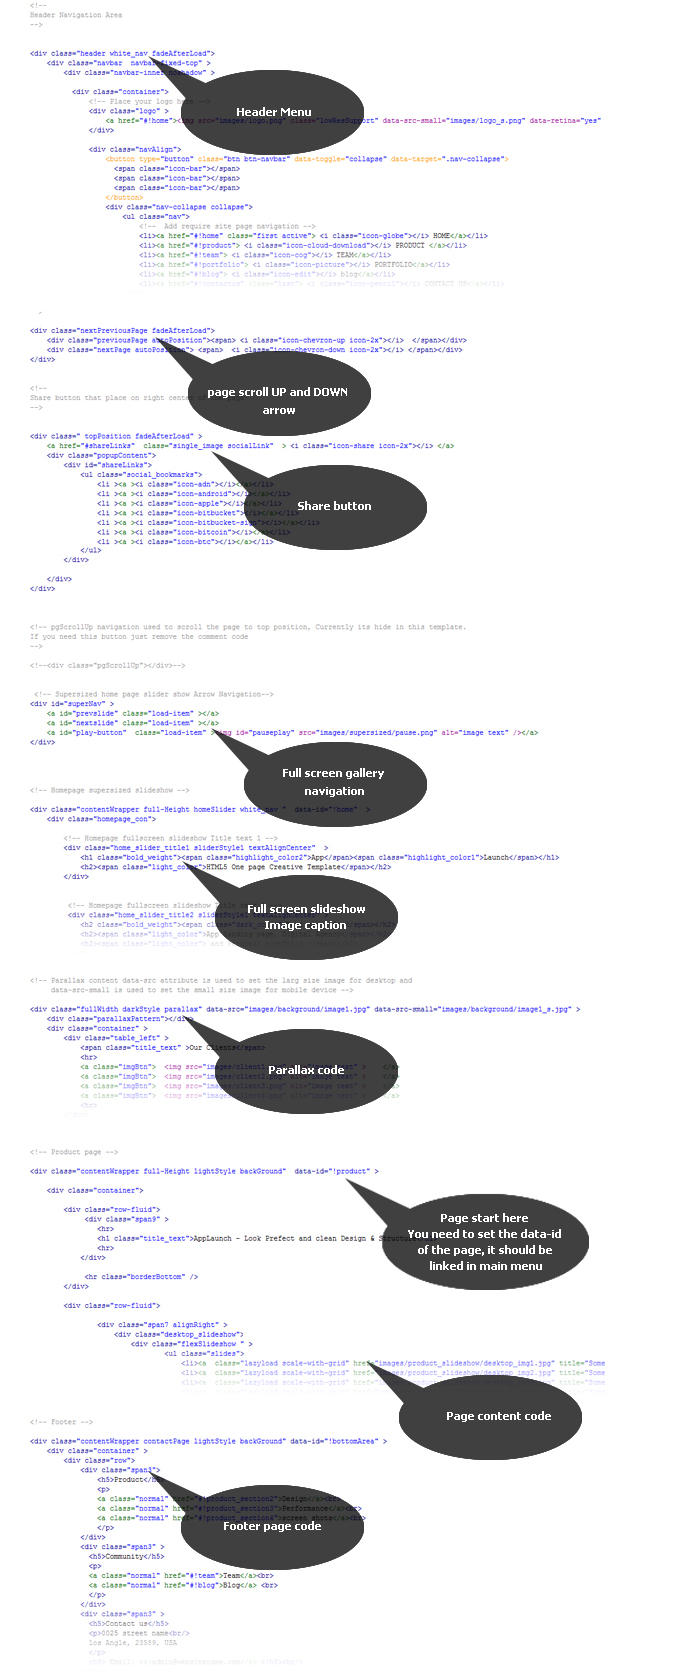 <!--
Header Navigation Area
-->
<div class="header white_nav fadeAfterLoad">
<div class="navbar navbar-fixed-top" >
<div class="navbar-inner noshadow" >
<div class="container">
<!-- Place your logo here -->
<div class="logo" >
Header Menu
<a href="#!home"><img src="images/logo.png" class="lowResSupport" data-src-small="images/logo_s.png" data-retina="yes"
</div>
<div class="navAlign">
<button type="button" class="btn btn-navbar" data-toggle="collapse" data-target=".nav-collapse">
<span class="icon-bar"></span>
<span class="icon-bar"></span>
<span class="icon-bar"></span>
</button>
<div class="nav-collapse collapse">
<ul class="nav">
<!-- Add require site page navigation -->
<li><a href="#!home" class="first active"> <i class="icon-globe"></i> HOME</a></li>
<li><a href="#!product"> <i class="icon-cloud-download"></i> PRODUCT </a></li>
<li><a href="#!team"> <i class="icon-cog"></i> TEAM</a></li>
<li><a href="#!portfolio"> <i class="icon-picture"></i> PORTFOLIO</a></li>
<li><a href="#!blog"> <i class="icon-edit"></i> blog</a></li>
<li><a href="#!contactus" class="last"> <i class="icon-pencil"></i> CONTACT US</a></li>
<div class="nextPreviousPage fadeAfterLoad">
<div class="previousPage autoPosition"><span> <i class="icon-chevron-up icon-2x"></i> </span></div>
<div class="nextPage autoPosition"> <span> <i class="icon-chevron-down icon-2x"></i> </span></div>
</div>
<!--
page scroll UP and DOWN
arrow
Share button that place on right center
-->
<div class=" topPosition fadeAfterLoad" >
<a href="#shareLinks" class="single_image socialLink" > <i class="icon-share icon-2x"></i> </a>
<div class="popupContent">
<div id="shareLinks">
<ul class="social_bookmarks">
<li ><a ><i class="icon-adn"></i></a></li>
<li ><a ><i class="icon-android"></i></a></li>
<li ><a ><i class="icon-apple"></i></a></li>
Share button
<li ><a ><i class="icon-bitbucket"></i></a></li>
<li ><a ><i class="icon-bitbucket-sign"></i></a></li>
<li ><a ><i class="icon-bitcoin"></i></a></li>
<li ><a ><i class="icon-btc"></i></a></li>
</ul>
</div>
</div>
</div>
<!-- pgScrollUp navigation used to scroll the page to top position, Currently its hide in this template.
If you need this button just remove the comment code
-->
<!--<div class="pgScrollUp"></div>-->
<!-- Supersized home page slider show Arrow Navigation-->
<div id="superNav" >
<a id="prevslide" class="load-item" ></a>
<a id="nextslide" class="load-item" ></a>
<a id="play-button" class="load-item" ><img id="pauseplay" src="images/supersized/pause.png" alt="image text" /></a>
</div>
Full screen gallery
navigation
<!-- Homepage supersized slideshow -->
<div class="contentWrapper full-Height homeSlider white_nav " data-id="!home" >
<div class="homepage_con">
<!-- Homepage fullscreen slideshow Title text 1 -->
<div class="home_slider_title1 sliderStyle1 textAlignCenter" >
<h1 class="bold_weight"><span class="highlight_color2">App</span><span class="highlight_color1">Launch</span></h1>
<h2><span class="light_color">HTML5 One page Creative Template</span></h2>
</div>
<!-- Homepage fullscreen slideshow
Full screen slideshow
Image caption
<div class="home_slider_title2 sliderStyle1 textAlignCenter"
<h2 class="bold_weight"><span class="dark_
<h2><span class="light_color">App
<h2><span class="light_color"> and
<!-- Parallax content data-src attribute is used to set the larg size image for desktop and
data-src-small is used to set the small size image for mobile device -->
<div class="fullWidth darkStyle parallax" data-src="images/background/image1.jpg" data-src-small="images/background/image1_s.jpg" >
<div class="parallaxPattern"></div>
<div class="container" >
<div class="table_left" >
<span class="title_text" >Our Clients</span>
<hr>
Parallax code
<a class="imgBtn"> <img src="images/client1.png" alt="image text" > </a>
<a class="imgBtn"> <img src="images/client2.png" alt="image text" > </a>
<a class="imgBtn"> <img src="images/client3.png" alt="image text" > </a>
<a class="imgBtn"> <img src="images/client4.png" alt="image text" > </a>
<hr>
<!-- Product page -->
<div class="contentWrapper full-Height lightStyle backGround" data-id="!product" >
<div class="container">
<div class="row-fluid">
<div class="span9" >
<hr>
<h1 class="title_text">AppLaunch - Look Prefect and clean Design &
<hr>
</div>
Page start here
You need to set the data-id
of the page, it should be
linked in main menu
<hr class="borderBottom" />
</div>
<div class="row-fluid">
<div class="span7 alignRight" >
<div class="desktop_slideshow">
<div class="flexSlideshow " >
<ul class="slides">
<li><a class="lazyload scale-with-grid" href="images/product_slideshow/desktop_img1.jpg" title="Some
<li><a class="lazyload scale-with-grid" href="images/product_slideshow/desktop_img2.jpg" title="Some
<li><a class="lazyload scale-with-grid"
Page content code
<!-- Footer -->
<div class="contentWrapper contactPage lightStyle backGround" data-id="!bottomArea" >
<div class="container" >
<div class="row">
<div class="span3">
<h5>Product</h5>
<p>
<a class="normal" href="#!product_section2">Design</a><br>
<a class="normal" href="#!product_section3">Performance</a><br>
<a class="normal" href="#!product_section4">screen shots</a><br>
Footer page code
</p>
</div>
<div class="span3" >
<h5>Community</h5>
<p>
<a class="normal" href="#!team">Team</a><br>
<a class="normal" href="#!blog">Blog</a> <br>
</p>
</div>
<div class="span3" >
<h5>Contact us</h5>
<p>0025 street name<br/>
los Angle, 23589, USA
</p>